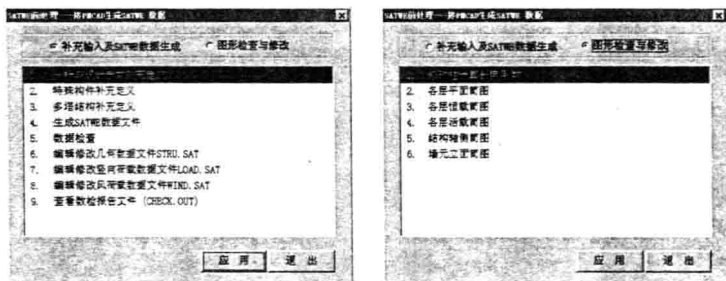 SATWE前处理---接PMCAD生成SATWE 数据
补充输入及SATWE数据生成 图形检查与修改
2. 特殊构件补充定义
3. 多塔结构补充定义
4. 生成SATWE数据文件
5. 数据检查
6. 编辑修改几何数据文件STRU.SAT
7. 编辑修改竖向荷载数据文件LOAD.SAT
8. 编辑修改风荷载数据文件WIND.SAT
9. 查看数检报告文件 (CHECK.OUT)
应 用 退 出
SATWE前处理---接PMCAD生成SATWE 数据
补充输入及SATWE数据生成 图形检查与修改
2. 各层平面简图
3. 各层恒载简图
4. 各层活载简图
5. 结构轴侧简图
6. 墙元立面简图
应 用 退 出